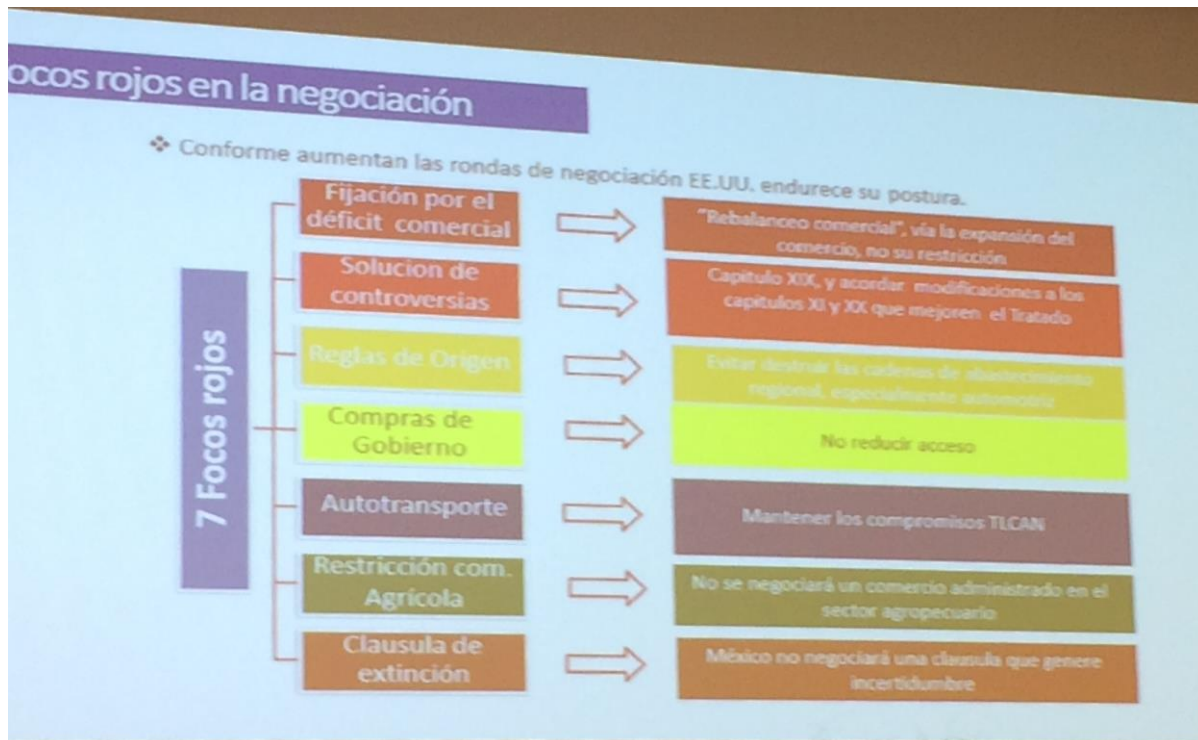 ocos rojos en la negociación
❖ Conforme aumentan las rondas de negociación EE.UU. endurece su postura.
7 Focos rojos
Fijación por el
déficit comercial
"Rebalanceo comercial", vía la expansión del
comercio, no su restricción
Solucion de
controversias
Capitulo XIX, y acordar modificaciones a los
capitulos XI y XX que mejoren el Tratado
Reglas de Origen
Evitar destruir las cadenas de abastecimiento
regional, especialmente automotriz
Compras de
Gobierno
No reducir acceso
Autotransporte
Mantener los compromisos TLCAN
Restricción com.
Agrícola
No se negociará un comercio administrado en el
sector agropecuario
Clausula de
extinción
México no negociará una clausula que genere
incertidumbre